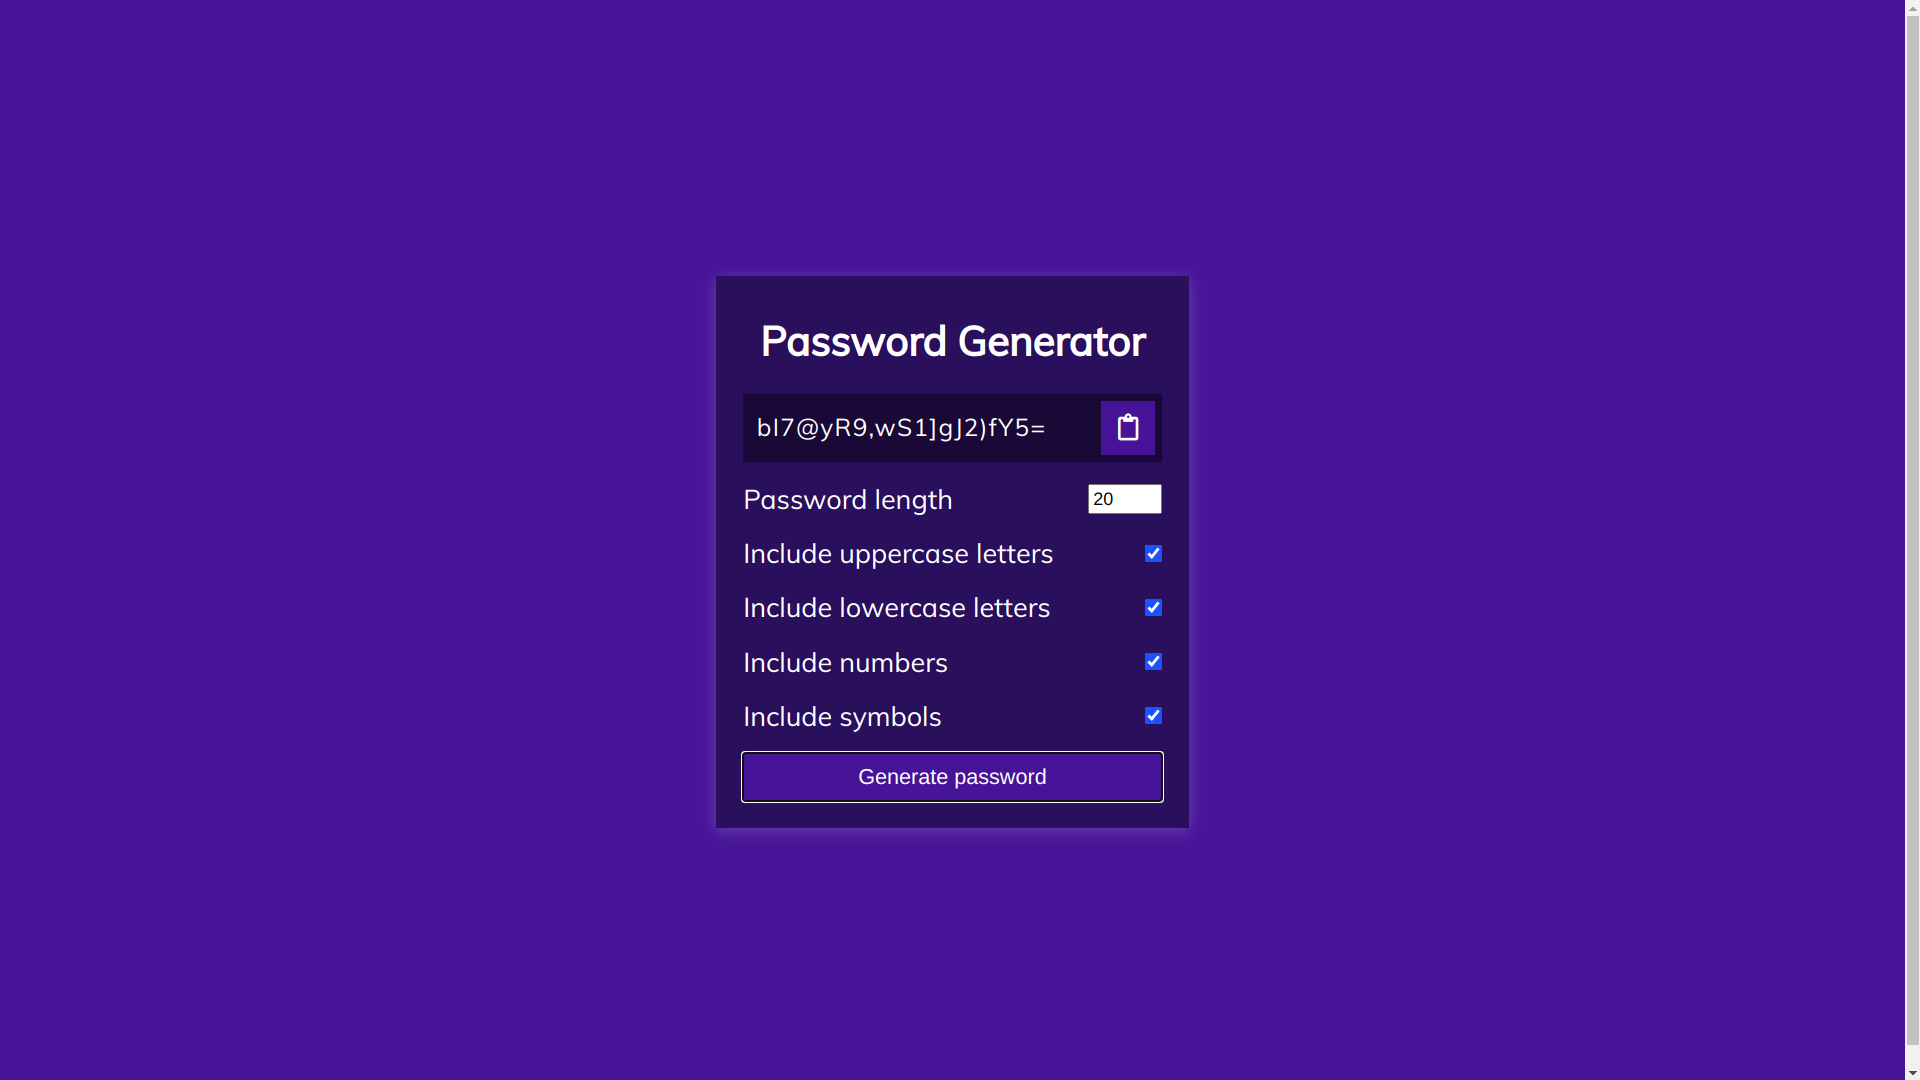 Password Generator
bI7@yR9,wS1]gJ2)fY5=
Password length
20
Include uppercase letters
Include lowercase letters
Include numbers
Include symbols
Generate password